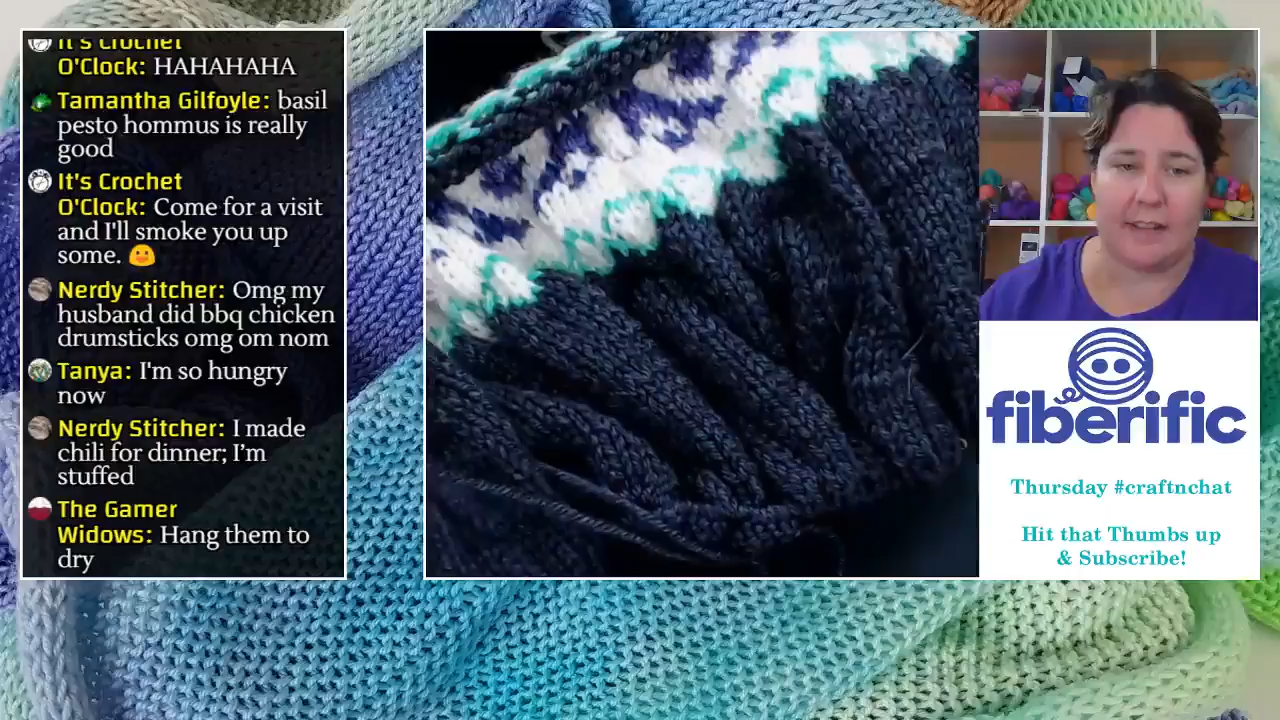 It's Crochet
O'Clock: HAHAHAHA
Tamantha Gilfoyle: basil
pesto hommus is really
good
It's Crochet
O'Clock: Come for a visit
and I'll smoke you up
some.
Nerdy Stitcher: Omg my
husband did bbq chicken
drumsticks omg om nom
Tanya: I'm so hungry
now
Nerdy Stitcher: I made
chili for dinner; I'm
stuffed
The Gamer
Widows: Hang them to
dry
fiberific
Thursday #craftnchat
Hit that Thumbs up
& Subscribe!